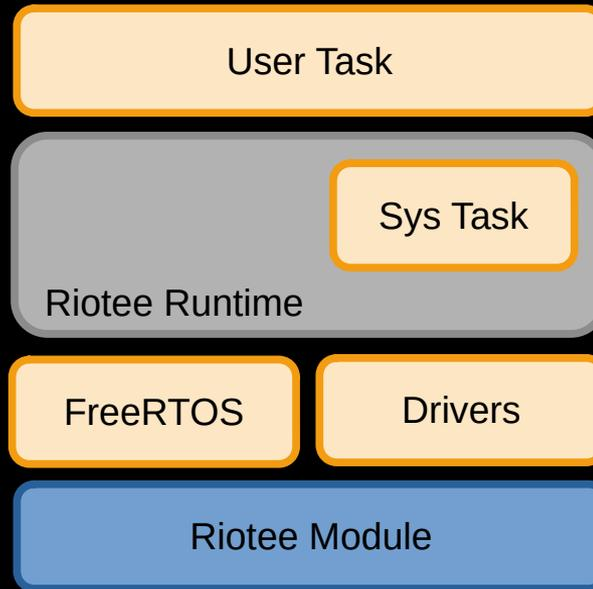 User Task
Sys Task
Riotee Runtime
FreeRTOS
Drivers
Riotee Module